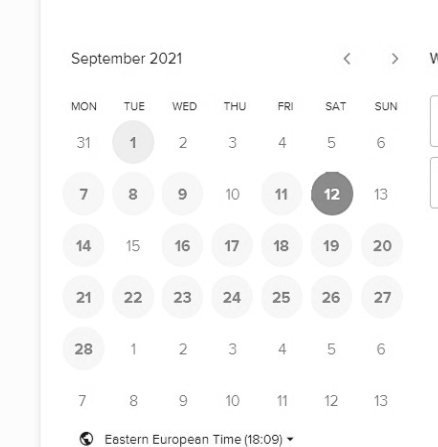 September 2021
W
MON TUE WED THU FRI SAT SUN
31 1 2 3 4 5 6
7 8 9 10 11 12 13
14 15 16 17 18 19 20
21 22 23 24 25 26 27
28 1 2 3 4 5 6
7 8 9 10 11 12 13
Eastern European Time (18:09)